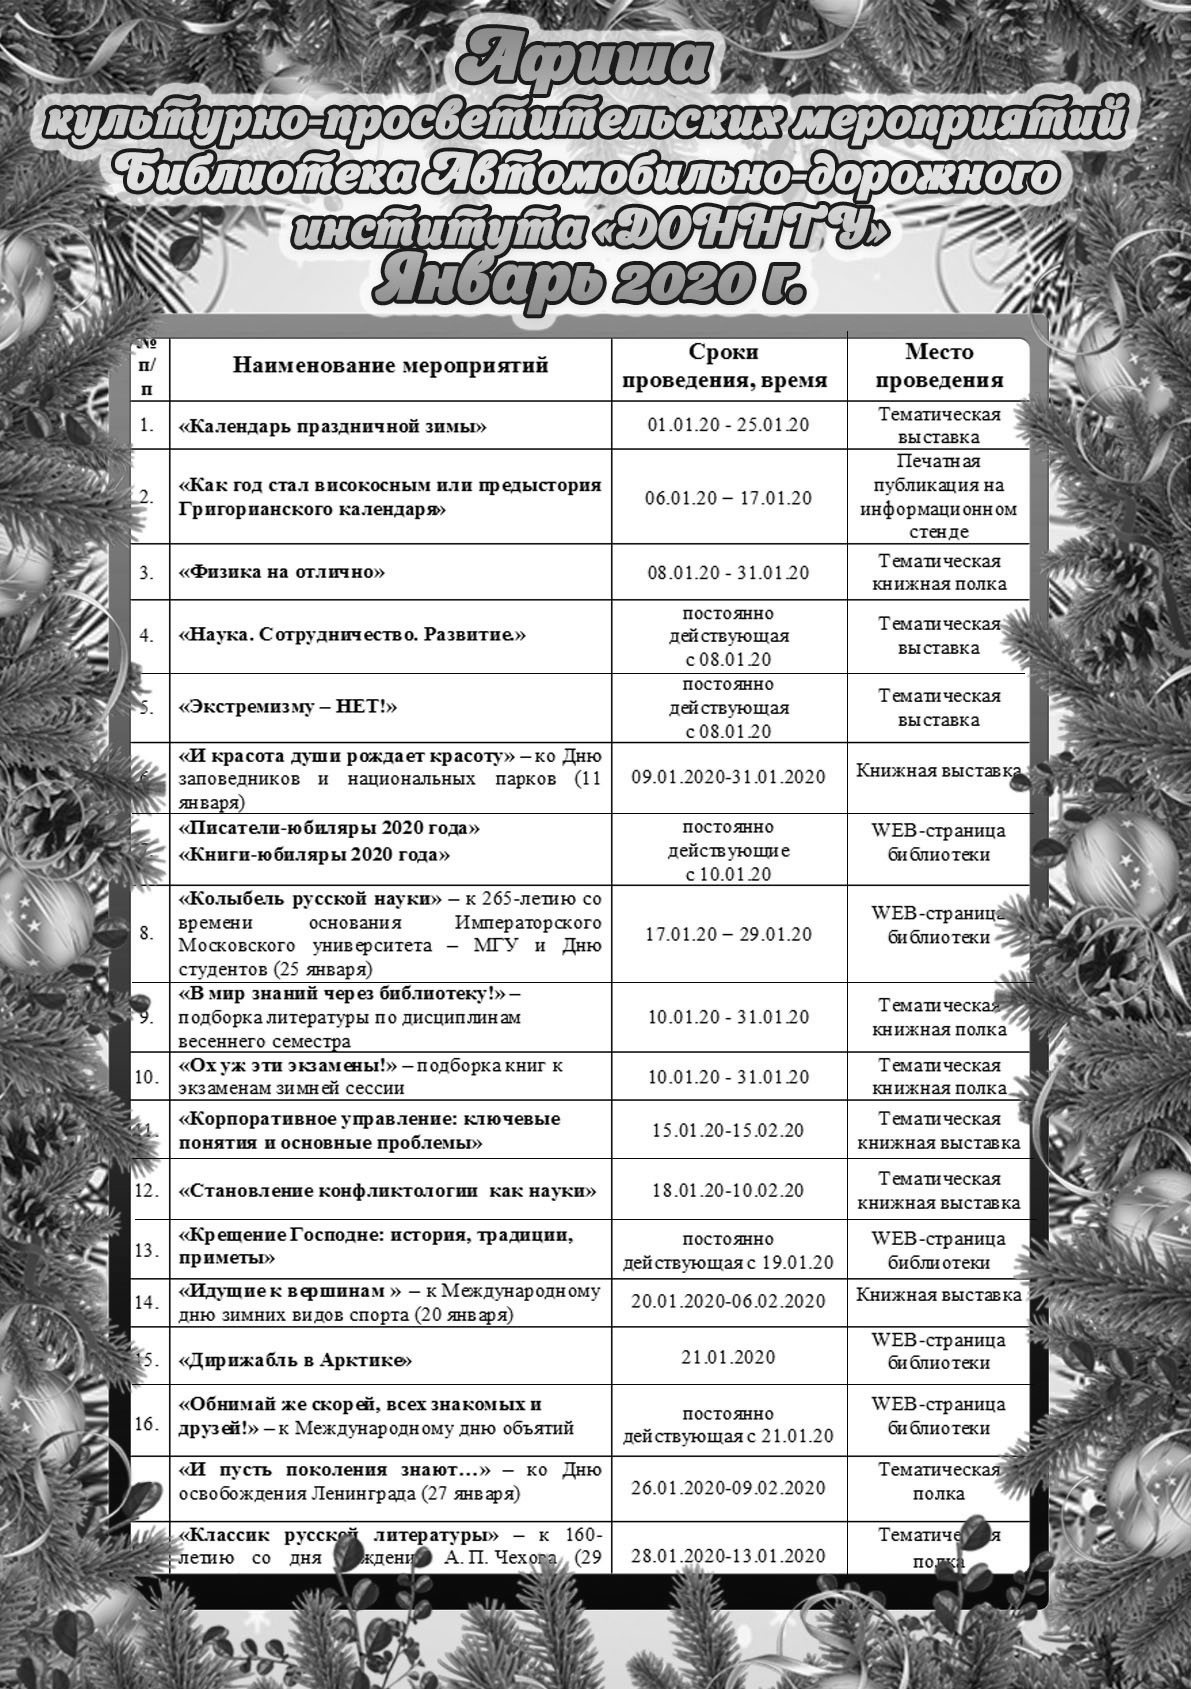 Афиша
культурно-просветительских мероприятий
Библиотека Автомобильно-дорожного
института «ДОННТУ»
Январь 2020 г.
№ п/п Наименование мероприятий Сроки проведения, время Место проведения
1. «Календарь праздничной зимы» 01.01.20 - 25.01.20 Тематическая выставка
2. «Как год стал високосным или предыстория Григорианского календаря» 06.01.20 – 17.01.20 Печатная публикация на информационном стенде
3. «Физика на отлично» 08.01.20 - 31.01.20 Тематическая книжная полка
4. «Наука. Сотрудничество. Развитие.» постоянно действующая с 08.01.20 Тематическая выставка
5. «Экстремизму – НЕТ!» постоянно действующая с 08.01.20 Тематическая выставка
6. «И красота души рождает красоту» – ко Дню заповедников и национальных парков (11 января) 09.01.2020-31.01.2020 Книжная выставка
«Писатели-юбиляры 2020 года»
«Книги-юбиляры 2020 года» постоянно действующие с 10.01.20 WEB-страница библиотеки
8. «Колыбель русской науки» – к 265-летию со времени основания Императорского Московского университета – МГУ и Дню студентов (25 января) 17.01.20 – 29.01.20 WEB-страница библиотеки
9. «В мир знаний через библиотеку!» – подборка литературы по дисциплинам весеннего семестра 10.01.20 - 31.01.20 Тематическая книжная полка
10. «Ох уж эти экзамены!» – подборка книг к экзаменам зимней сессии 10.01.20 - 31.01.20 Тематическая книжная полка
11. «Корпоративное управление: ключевые понятия и основные проблемы» 15.01.20-15.02.20 Тематическая книжная выставка
12. «Становление конфликтологии как науки» 18.01.20-10.02.20 Тематическая книжная выставка
13. «Крещение Господне: история, традиции, приметы» постоянно действующая с 19.01.20 WEB-страница библиотеки
14. «Идущие к вершинам » – к Международному дню зимних видов спорта (20 января) 20.01.2020-06.02.2020 Книжная выставка
15. «Дирижабль в Арктике» 21.01.2020 WEB-страница библиотеки
16. «Обнимай же скорей, всех знакомых и друзей!» – к Международному дню объятий постоянно действующая с 21.01.20 WEB-страница библиотеки
«И пусть поколения знают…» – ко Дню освобождения Ленинграда (27 января) 26.01.2020-09.02.2020 Тематическая полка
«Классик русской литературы» – к 160-летию со дня рождения А. П. Чехова (29 28.01.2020-13.01.2020 Тематическая полка